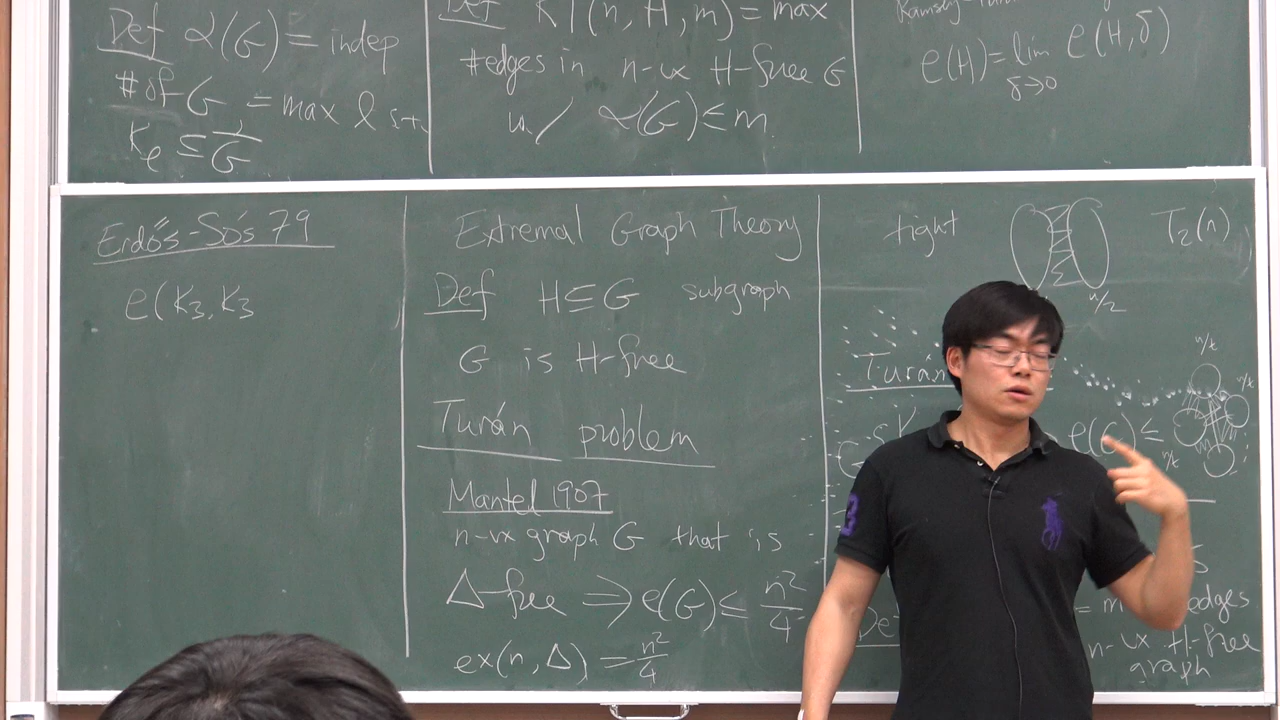 Def α(G) = indep
# of G = max l s.t.
K_l ⊆ G̅
Def RT(n, H, m) = max
#edges in n-vx H-free G
w/ α(G) ≤ m
ϱ(H) = lim ϱ(H, δ)
δ→0
Erdős-Sós 79
ϱ(K₃, K₃
Extremal Graph Theory
Def H ⊆ G subgraph
G is H-free
Turán problem
Mantel 1907
n-vx graph G that is
Δ-free ⇒ e(G) ≤ n²/4
ex(n, Δ) = n²/4
tight
T₂(n)
n/2
Turán
n/t
n/t
e(G) ≤
n/t
edges
n-vx H-free
graph